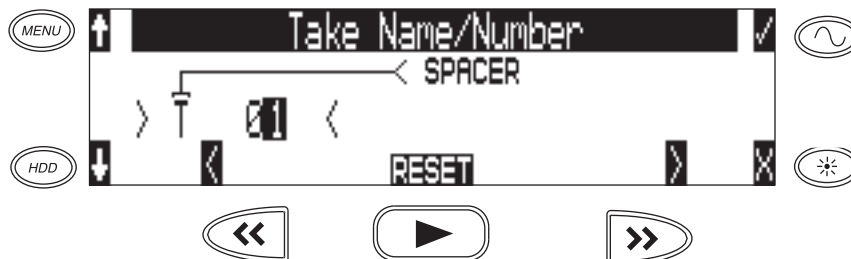 MENU
Take Name/Number
SPACER
01
HDD
RESET
X